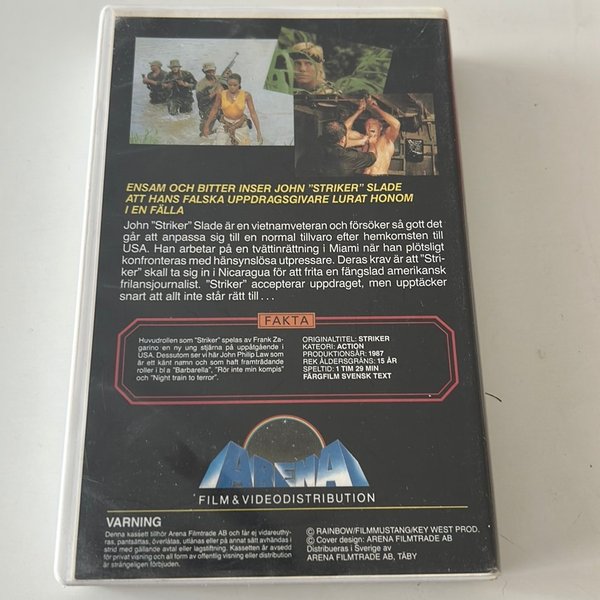 ENSAM OCH BITTER INSER JOHN "STRIKER" SLADE
ATT HANS FALSKA UPPDRAGSGIVARE LURAT HONOM
I EN FÄLLA
John "Striker" Slade är en vietnamveteran och försöker så gott det
går att anpassa sig till en normal tillvaro efter hemkomsten till
USA. Han arbetar på en tvättinrättning i Miami när han plötsligt
konfronteras med hänsynslösa utpressare. Deras krav är att "Stri-
ker" skall ta sig in i Nicaragua för att frita en fängslad amerikansk
frilansjournalist. "Striker" accepterar uppdraget, men upptäcker
snart att allt inte står rätt till . . .
FAKTA
Huvudrollen som "Striker" spelas av Frank Za-
garino en ny ung stjärna på uppåtgående i
USA. Dessutom ser vi här John Philip Law som
är ett känt namn och som haft framträdande
roller i bl a "Barbarella", "Rör inte min kompis"
och "Night train to terror".
ORIGINALTITEL: STRIKER
KATEORI: ACTION
PRODUKTIONSÅR: 1987
REK ÅLDERSGRÄNS: 15 ÅR
SPELTID: 1 TIM 29 MIN
FÄRGFILM SVENSK TEXT
ARENA
FILM & VIDEODISTRIBUTION
VARNING
Denna kassett tillhör Arena Filmtrade AB och får ej vidareuthy-
ras, pantsättas, överlåtas, utlånas eller på annat sätt avhändas i
strid med gällande avtal eller lagstiftning. Kassetten är avsedd
för privat visning och all form av offentlig visning eller distribution
är strängeligen förbjuden.
© RAINBOW/FILMMUSTANG/KEY WEST PROD.
© Cover design: ARENA FILMTRADE AB
Distribueras i Sverige av
ARENA FILMTRADE AB, TÄBY